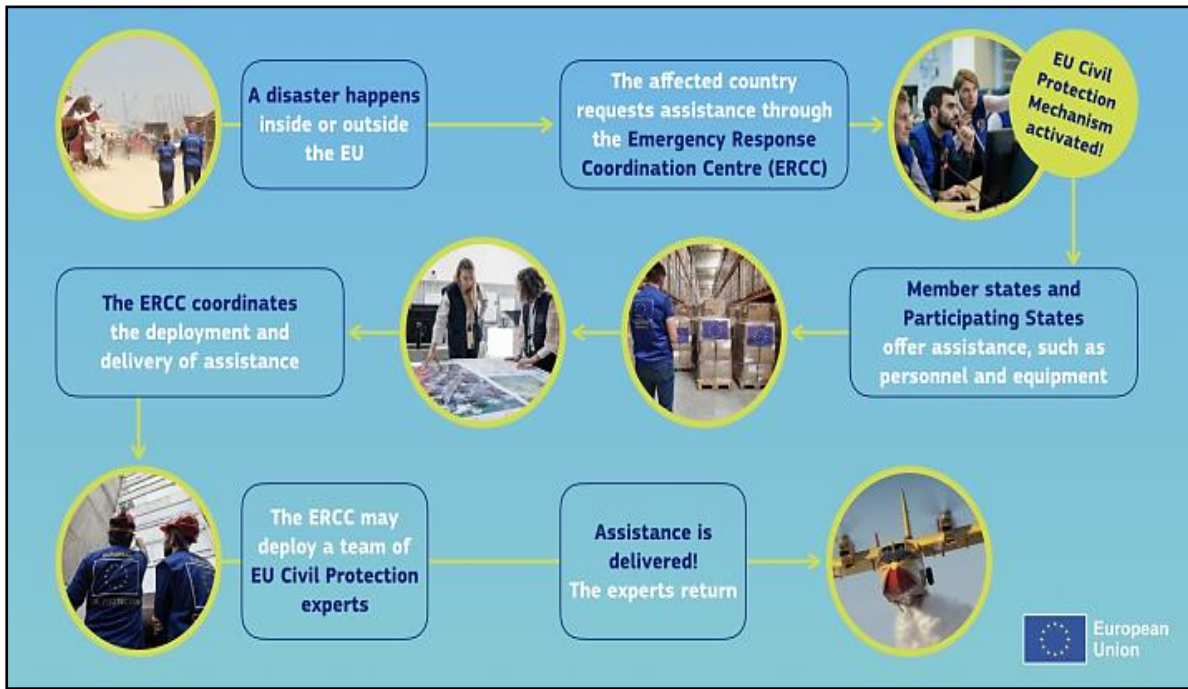 A disaster happens
inside or outside
the EU
The affected country
requests assistance through
the Emergency Response
Coordination Centre (ERCC)
EU Civil
Protection
Mechanism
activated!
Member states and
Participating States
offer assistance, such as
personnel and equipment
The ERCC coordinates
the deployment and
delivery of assistance
The ERCC may
deploy a team of
EU Civil Protection
experts
Assistance is
delivered!
The experts return
European
Union